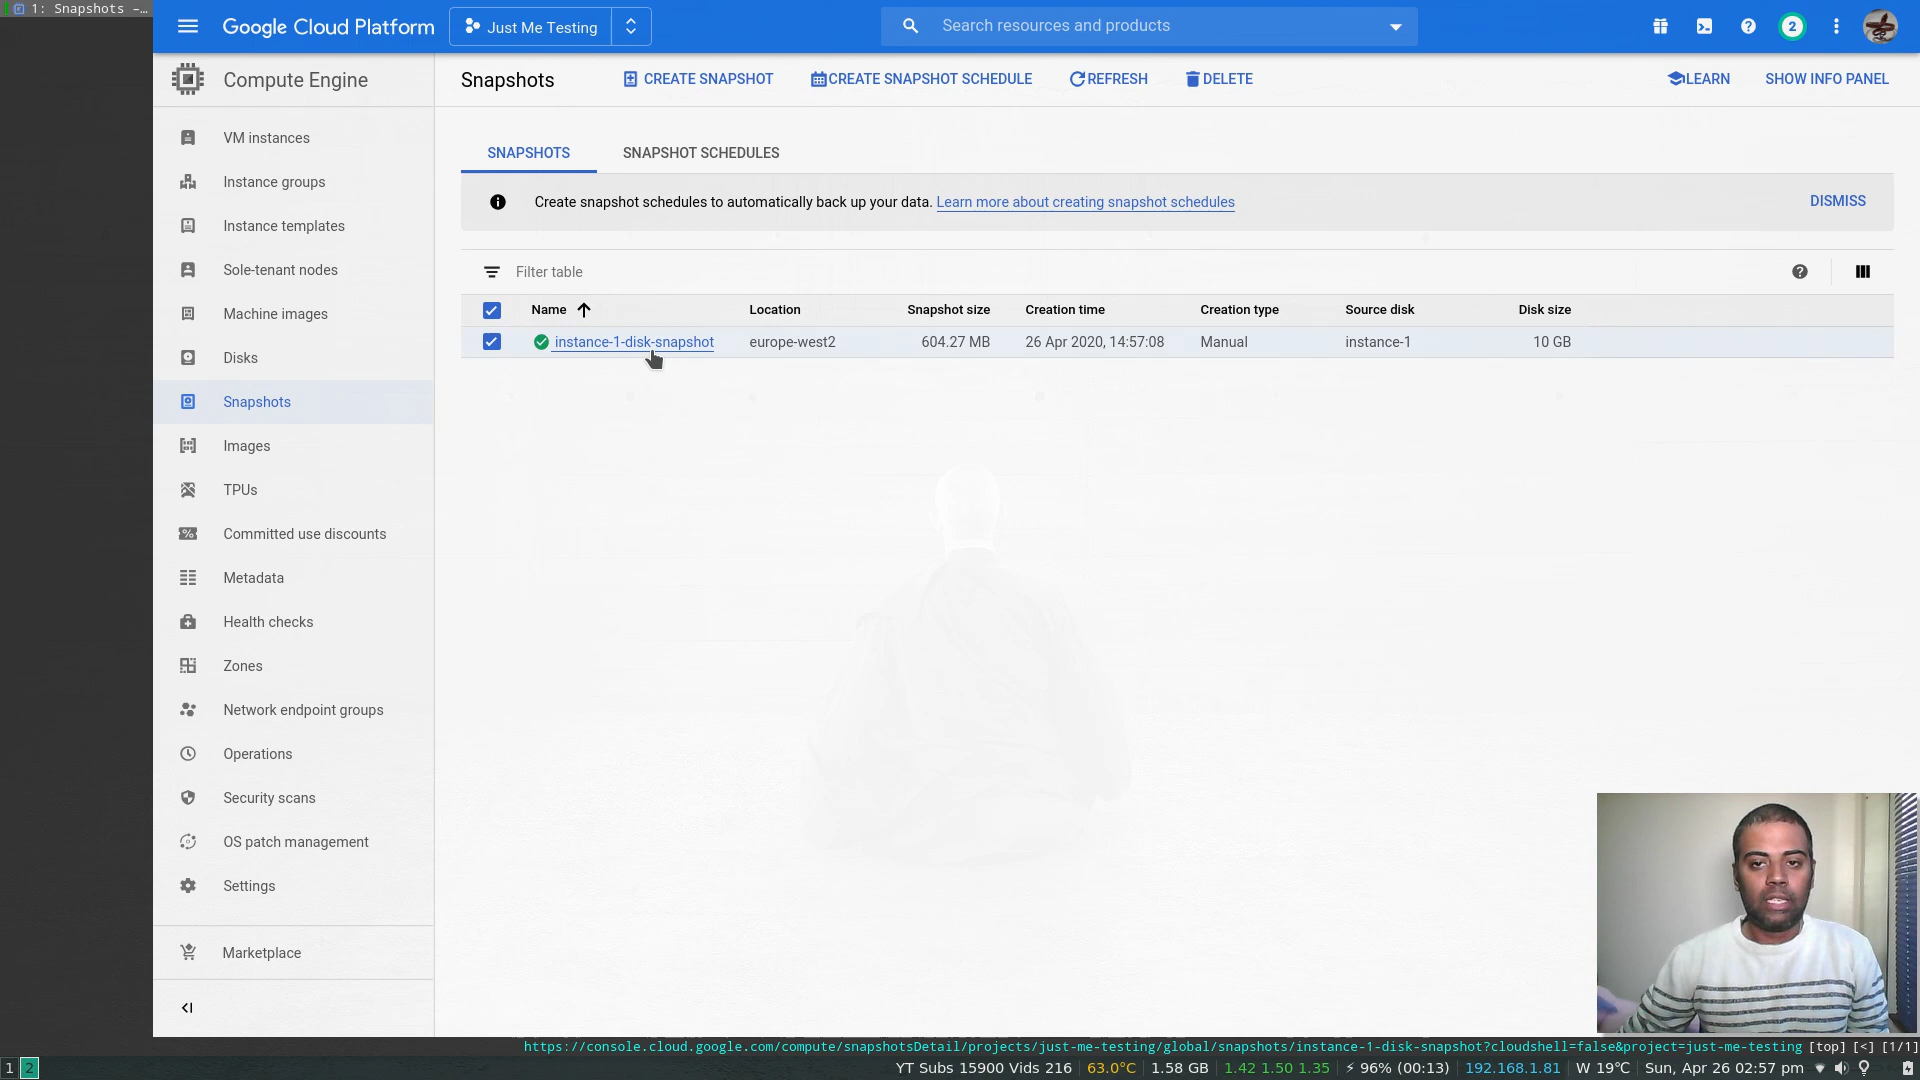 1: Snapshots –…
Google Cloud Platform
Just Me Testing
Search resources and products
2
Compute Engine
Snapshots
CREATE SNAPSHOT
CREATE SNAPSHOT SCHEDULE
REFRESH
DELETE
LEARN
SHOW INFO PANEL
VM instances
Instance groups
Instance templates
Sole-tenant nodes
Machine images
Disks
Snapshots
Images
TPUs
Committed use discounts
Metadata
Health checks
Zones
Network endpoint groups
Operations
Security scans
OS patch management
Settings
Marketplace
SNAPSHOTS
SNAPSHOT SCHEDULES
Create snapshot schedules to automatically back up your data. Learn more about creating snapshot schedules
DISMISS
Filter table
Name Location Snapshot size Creation time Creation type Source disk Disk size
instance-1-disk-snapshot europe-west2 604.27 MB 26 Apr 2020, 14:57:08 Manual instance-1 10 GB
https://console.cloud.google.com/compute/snapshotsDetail/projects/just-me-testing/global/snapshots/instance-1-disk-snapshot?cloudshell=false&project=just-me-testing [top] [<] [1/1]
1 2 YT Subs 15900 Vids 216 63.0°C 1.58 GB 1.42 1.50 1.35 ⚡ 96% (00:13) 192.168.1.81 W 19℃ Sun, Apr 26 02:57 pm